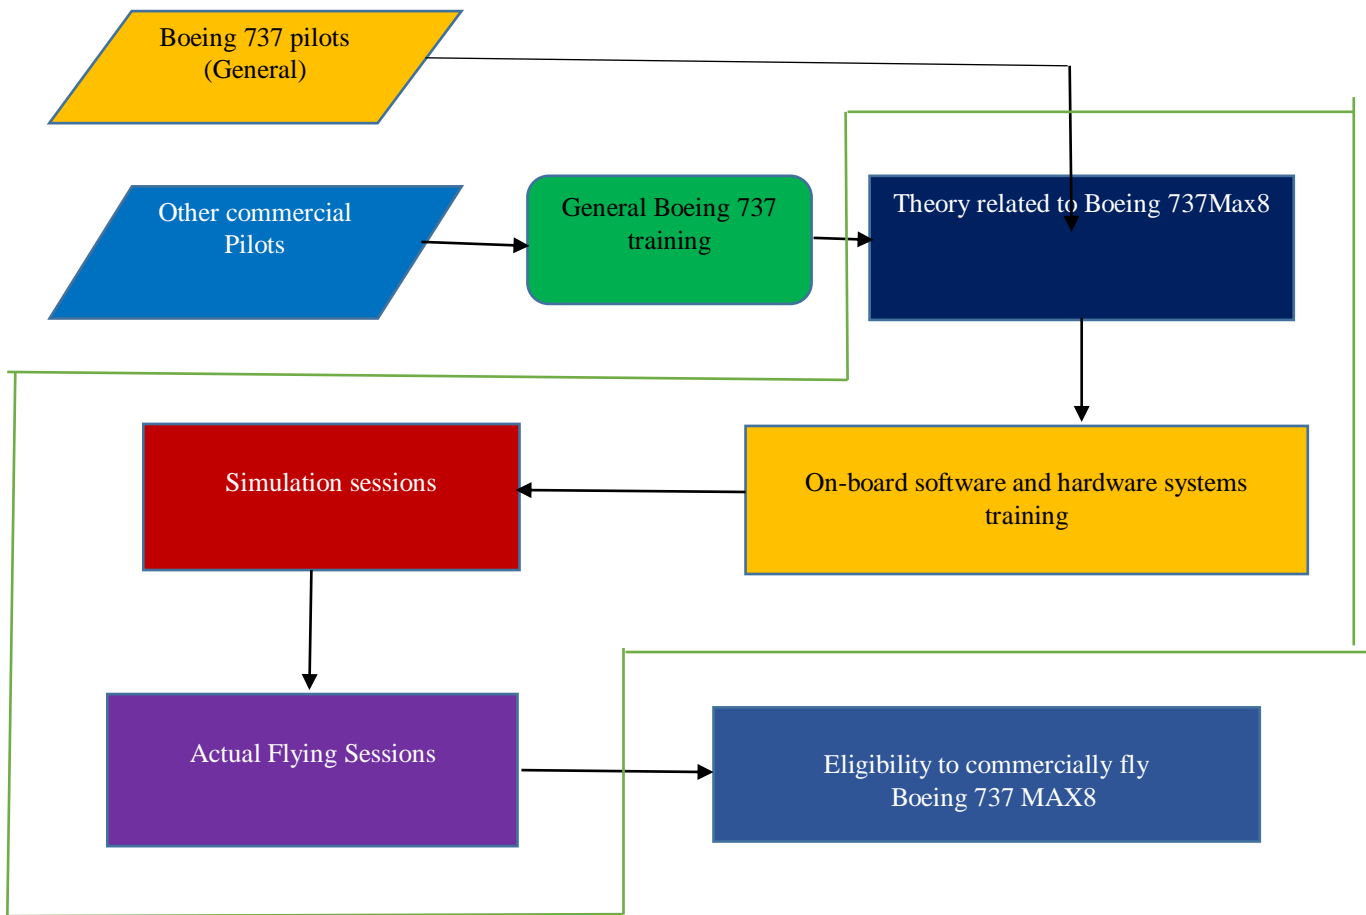 Boeing 737 pilots
(General)
Other commercial
Pilots
General Boeing 737
training
Theory related to Boeing 737Max8
Simulation sessions
On-board software and hardware systems
training
Actual Flying Sessions
Eligibility to commercially fly
Boeing 737 MAX8